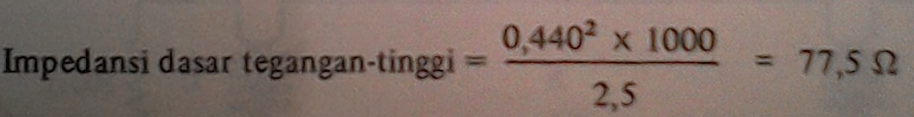 Impedansi dasar tegangan-tinggi = 0,440² × 1000 / 2,5 = 77,5 Ω